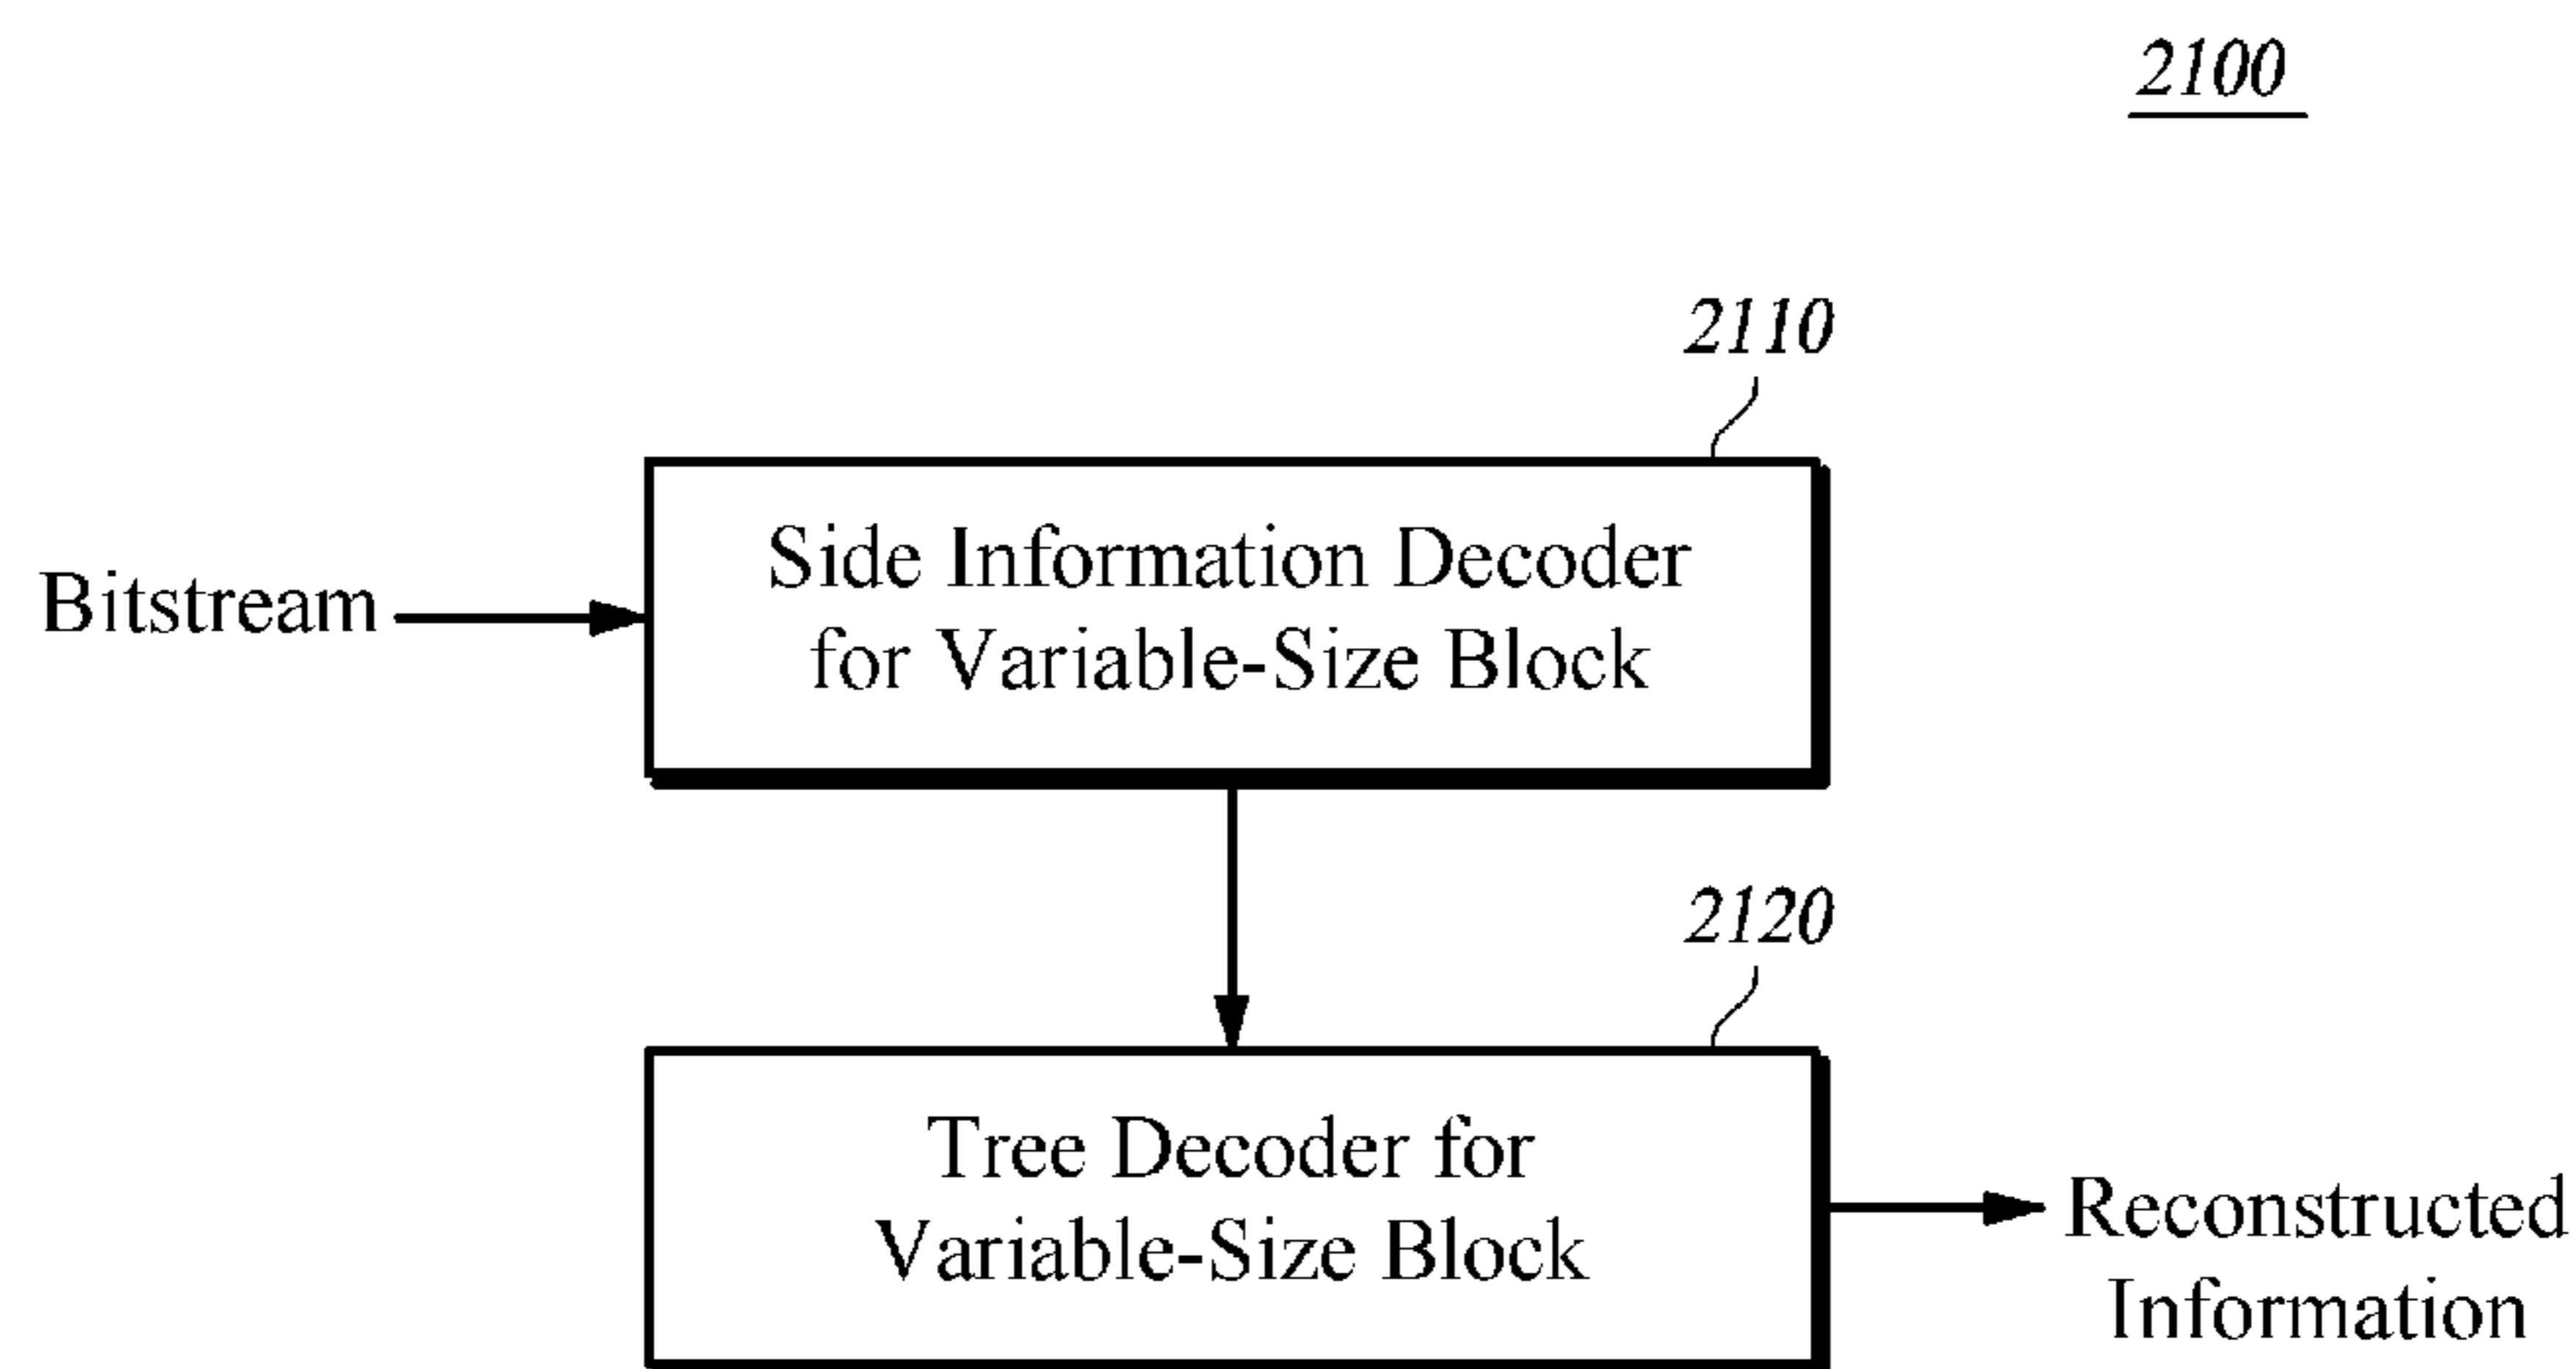 2100
2110
Side Information Decoder
for Variable-Size Block
Bitstream
2120
Tree Decoder for
Variable-Size Block
Reconstructed
Information